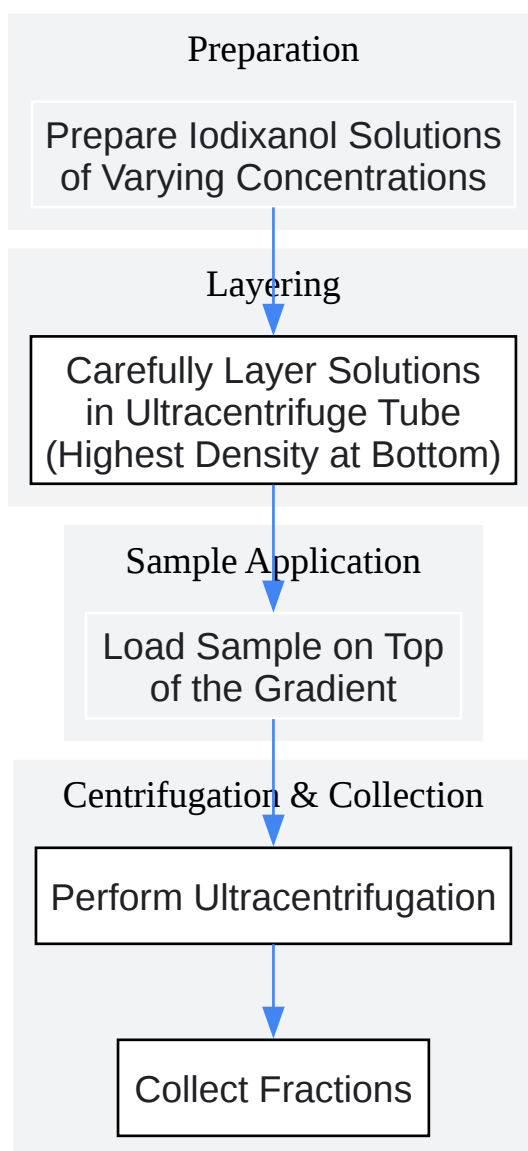 Preparation
Prepare Iodixanol Solutions
of Varying Concentrations
Layering
Carefully Layer Solutions
in Ultracentrifuge Tube
(Highest Density at Bottom)
Sample Application
Load Sample on Top
of the Gradient
Centrifugation & Collection
Perform Ultracentrifugation
Collect Fractions